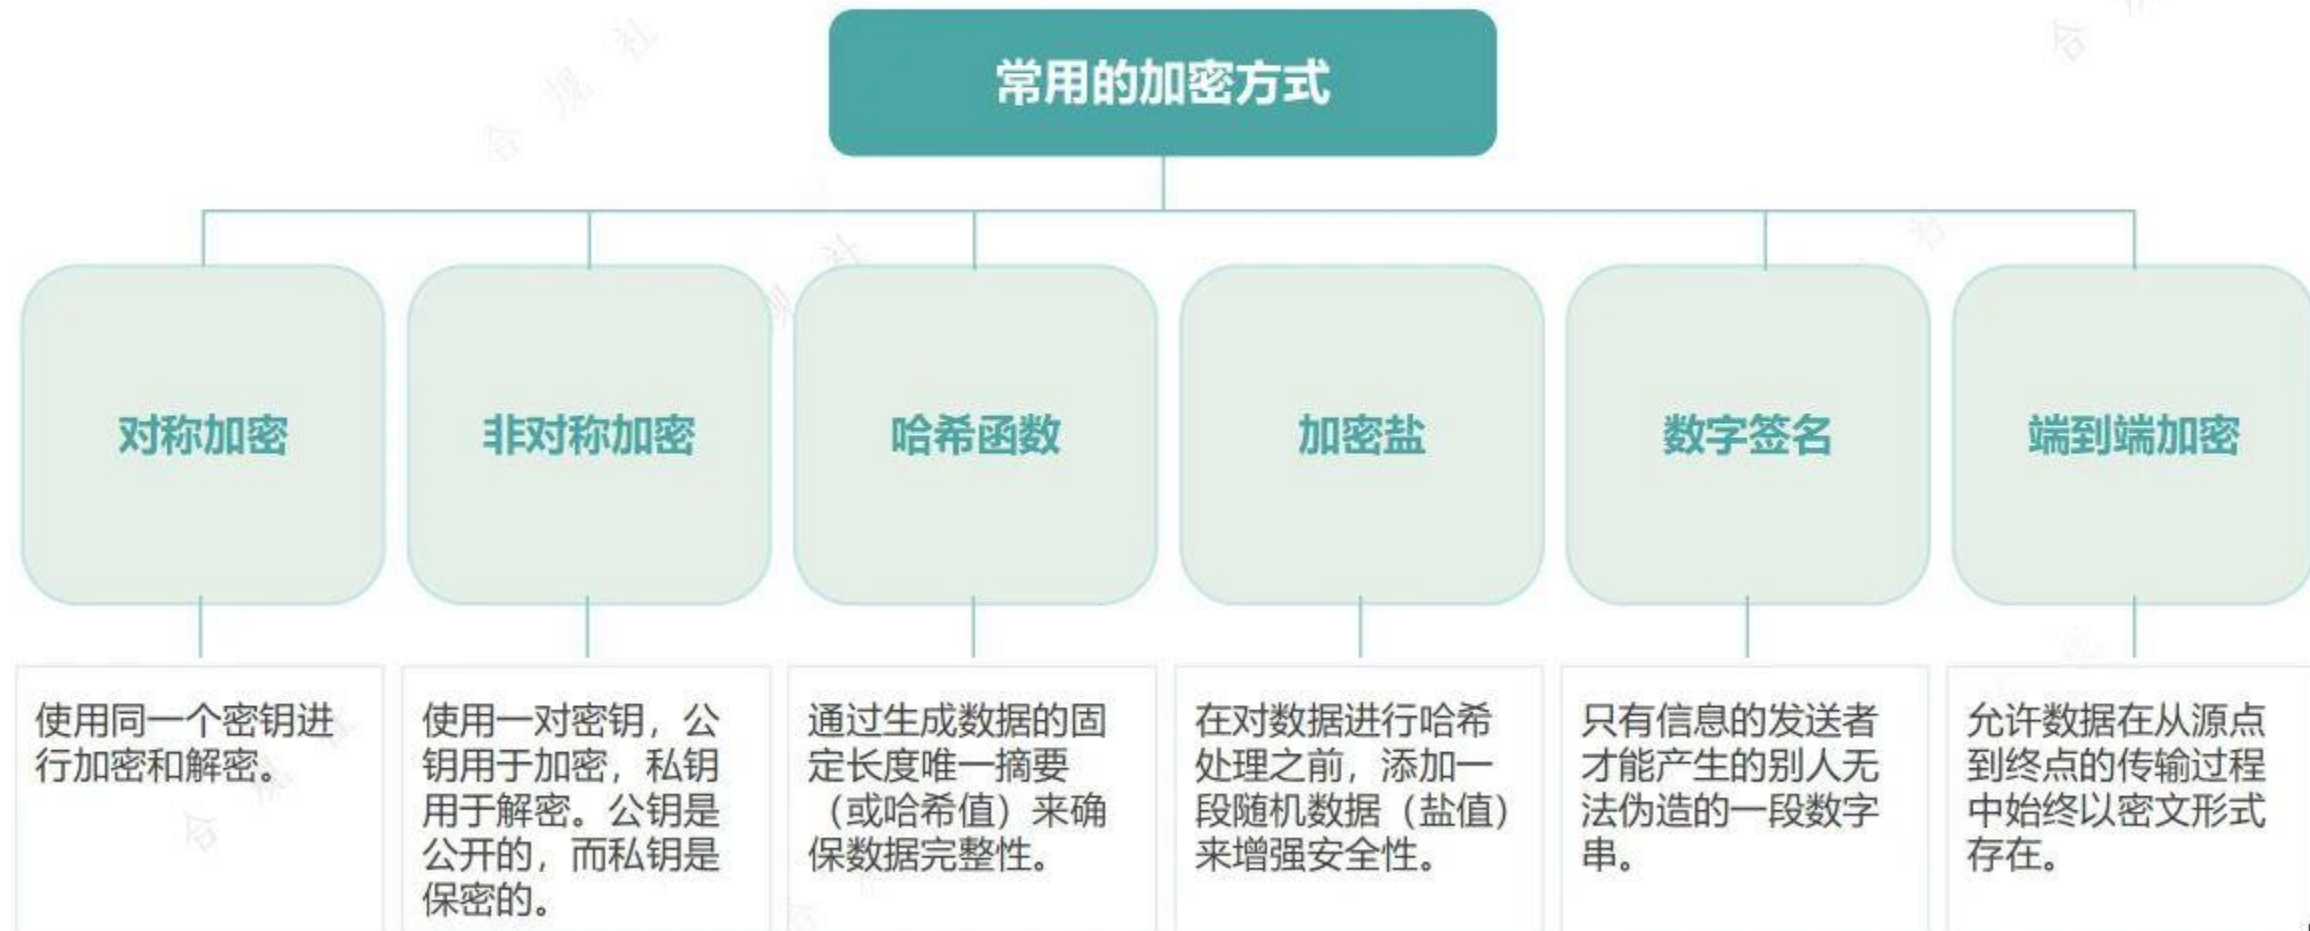 常用的加密方式
对称加密
非对称加密
哈希函数
加密盐
数字签名
端到端加密
使用同一个密钥进
行加密和解密。
使用一对密钥，公
钥用于加密，私钥
用于解密。公钥是
公开的，而私钥是
保密的。
通过生成数据的固
定长度唯一摘要
（或哈希值）来确
保数据完整性。
在对数据进行哈希
处理之前，添加一
段随机数据（盐值）
来增强安全性。
只有信息的发送者
才能产生的别人无
法伪造的一段数字
串。
允许数据在从源点
到终点的传输过程
中始终以密文形式
存在。
合规社